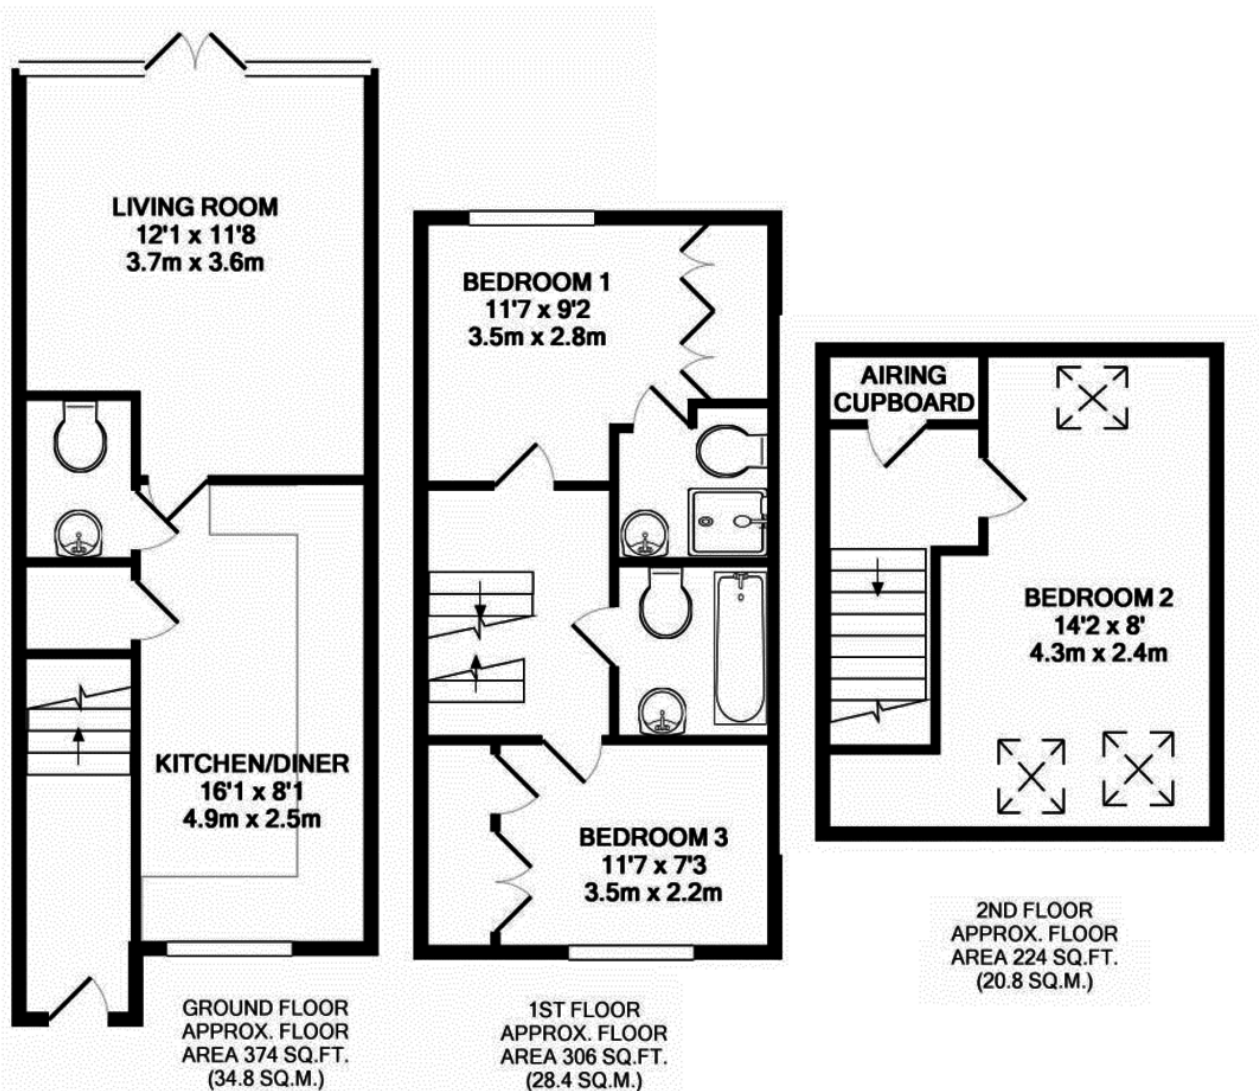 LIVING ROOM
12'1 x 11'8
3.7m x 3.6m
KITCHEN/DINER
16'1 x 8'1
4.9m x 2.5m
GROUND FLOOR
APPROX. FLOOR
AREA 374 SQ.FT.
(34.8 SQ.M.)
BEDROOM 1
11'7 x 9'2
3.5m x 2.8m
BEDROOM 3
11'7 x 7'3
3.5m x 2.2m
1ST FLOOR
APPROX. FLOOR
AREA 306 SQ.FT.
(28.4 SQ.M.)
AIRING
CUPBOARD
BEDROOM 2
14'2 x 8'
4.3m x 2.4m
2ND FLOOR
APPROX. FLOOR
AREA 224 SQ.FT.
(20.8 SQ.M.)